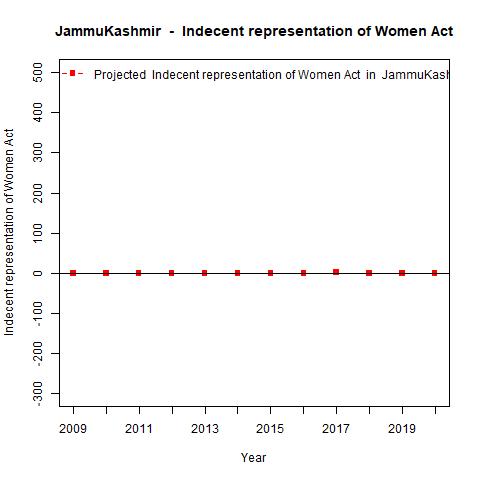 JammuKashmir - Indecent representation of Women Act
Projected Indecent representation of Women Act in JammuKash
Indecent representation of Women Act
500
400
300
200
100
0
-100
-200
-300
2009 2011 2013 2015 2017 2019
Year